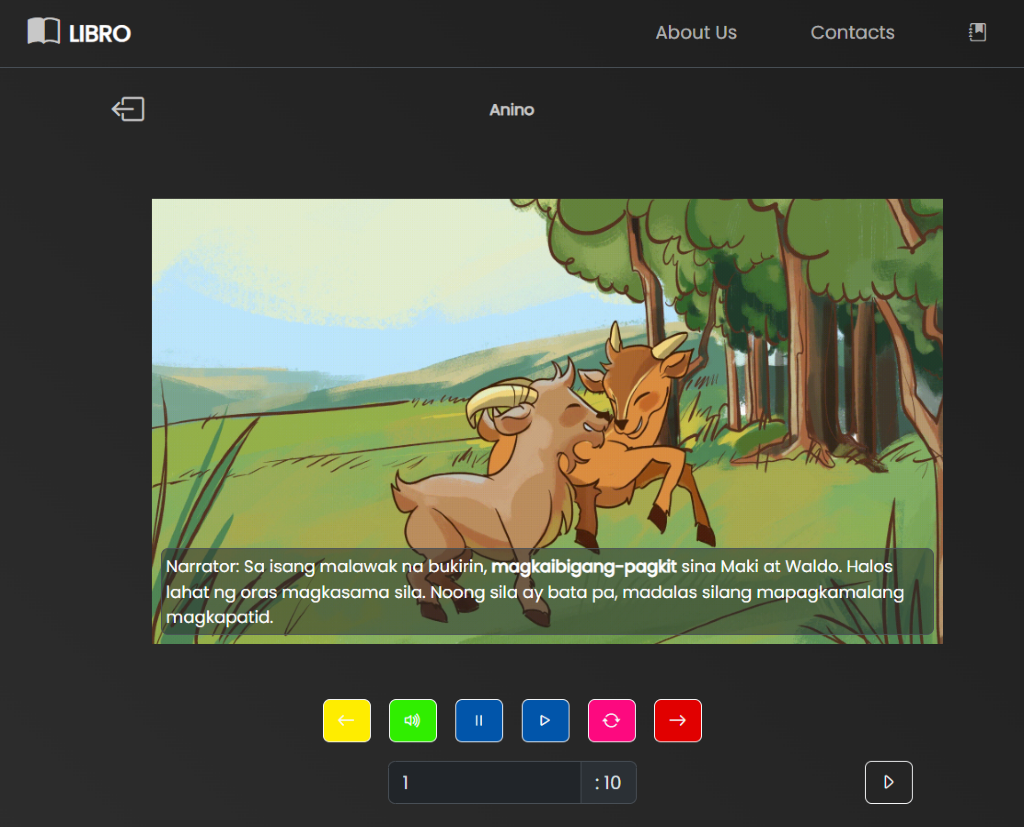 LIBRO
About Us
Contacts
Anino
Narrator: Sa isang malawak na bukirin, magkaibigang-pagkit sina Maki at Waldo. Halos
lahat ng oras magkasama sila. Noong sila ay bata pa, madalas silang mapagkamalang
magkapatid.
1
: 10